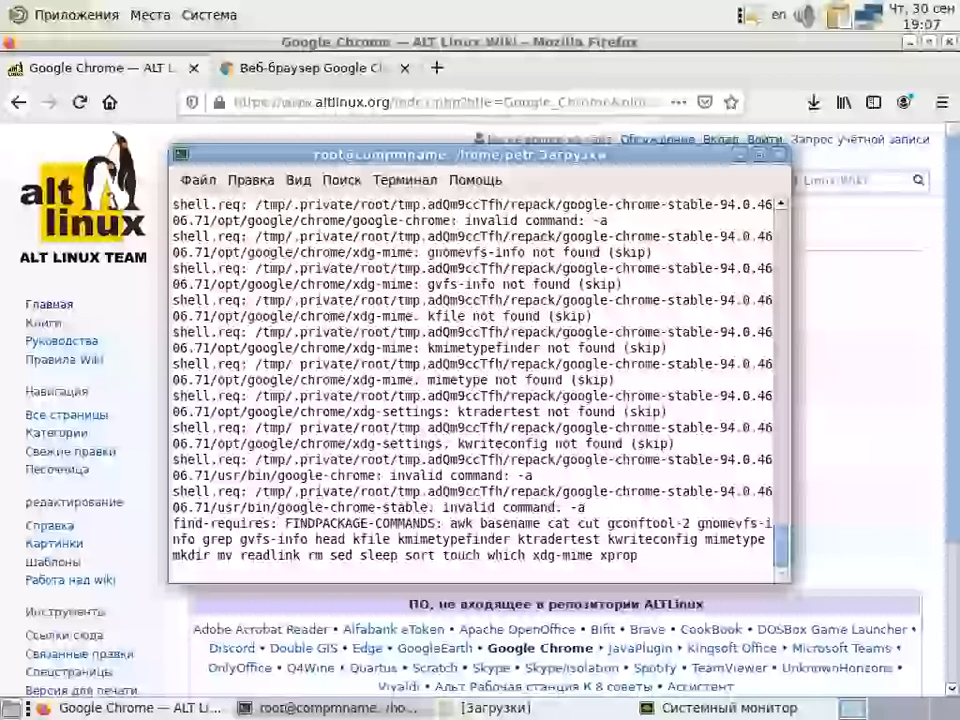 Приложения Места Система
en
Чт, 30 сен
19:07
Google Chrome — ALT Linux Wiki – Mozilla Firefox
Google Chrome — ALT L
Веб-браузер Google Cl
https://www.altlinux.org/index.php?title=Google_Chrome&
Обсуждение Вклад Войти Запрос учётной записи
root@compmname: /home/petr Загрузки
Файл Правка Вид Поиск Терминал Помощь
Linux Wiki
alt
linux
ALT LINUX TEAM
shell.req: /tmp/.private/root/tmp.adQm9ccTfh/repack/google-chrome-stable-94.0.46
06.71/opt/google/chrome/google-chrome: invalid command: -a
shell.req: /tmp/.private/root/tmp.adQm9ccTfh/repack/google-chrome-stable-94.0.46
06.71/opt/google/chrome/xdg-mime: gnomevfs-info not found (skip)
shell.req: /tmp/.private/root/tmp.adQm9ccTfh/repack/google-chrome-stable-94.0.46
06.71/opt/google/chrome/xdg-mime: gvfs-info not found (skip)
shell.req: /tmp/.private/root/tmp.adQm9ccTfh/repack/google-chrome-stable-94.0.46
06.71/opt/google/chrome/xdg-mime. kfile not found (skip)
shell.req: /tmp/.private/root/tmp.adQm9ccTfh/repack/google-chrome-stable-94.0.46
06.71/opt/google/chrome/xdg-mime: kmimetypefinder not found (skip)
shell.req: /tmp/.private/root/tmp.adQm9ccTfh/repack/google-chrome-stable-94.0.46
06.71/opt/google/chrome/xdg-mime. mimetype not found (skip)
shell.req: /tmp/.private/root/tmp.adQm9ccTfh/repack/google-chrome-stable-94.0.46
06.71/opt/google/chrome/xdg-settings: ktradertest not found (skip)
shell.req: /tmp/.private/root/tmp.adQm9ccTfh/repack/google-chrome-stable-94.0.46
06.71/opt/google/chrome/xdg-settings. kwriteconfig not found (skip)
shell.req: /tmp/.private/root/tmp.adQm9ccTfh/repack/google-chrome-stable-94.0.46
06.71/usr/bin/google-chrome: invalid command: -a
shell.req: /tmp/.private/root/tmp.adQm9ccTfh/repack/google-chrome-stable-94.0.46
06.71/usr/bin/google-chrome-stable. invalid command. -a
find-requires: FINDPACKAGE-COMMANDS: awk basename cat cut gconftool-2 gnomevfs-i
nfo grep gvfs-info head kfile kmimetypefinder ktradertest kwriteconfig mimetype
mkdir mv readlink rm sed sleep sort touch which xdg-mime xprop
Главная
Книги
Руководства
Правила Wiki
Навигация
Все страницы
Категории
Свежие правки
Песочница
редактирование
Справка
Картинки
Шаблоны
Работа над wiki
Инструменты
Ссылки сюда
Связанные правки
Спецстраницы
Версия для печати
ПО, не входящее в репозитории ALTLinux
Adobe Acrobat Reader • Alfabank eToken • Apache OpenOffice • Bifit • Brave • CookBook • DOSBox Game Launcher •
Discord • Double GIS • Edge • GoogleEarth • Google Chrome • JavaPlugin • Kingsoft Office • Microsoft Teams •
OnlyOffice • Q4Wine • Quartus • Scratch • Skype • Skype/Isolation • Spotify • TeamViewer • UnknownHorizons •
Vivaldi • Альт Рабочая станция К 8 советы • Ассистент
Google Chrome — ALT Li...
root@compmname: /ho...
[Загрузки]
Системный монитор